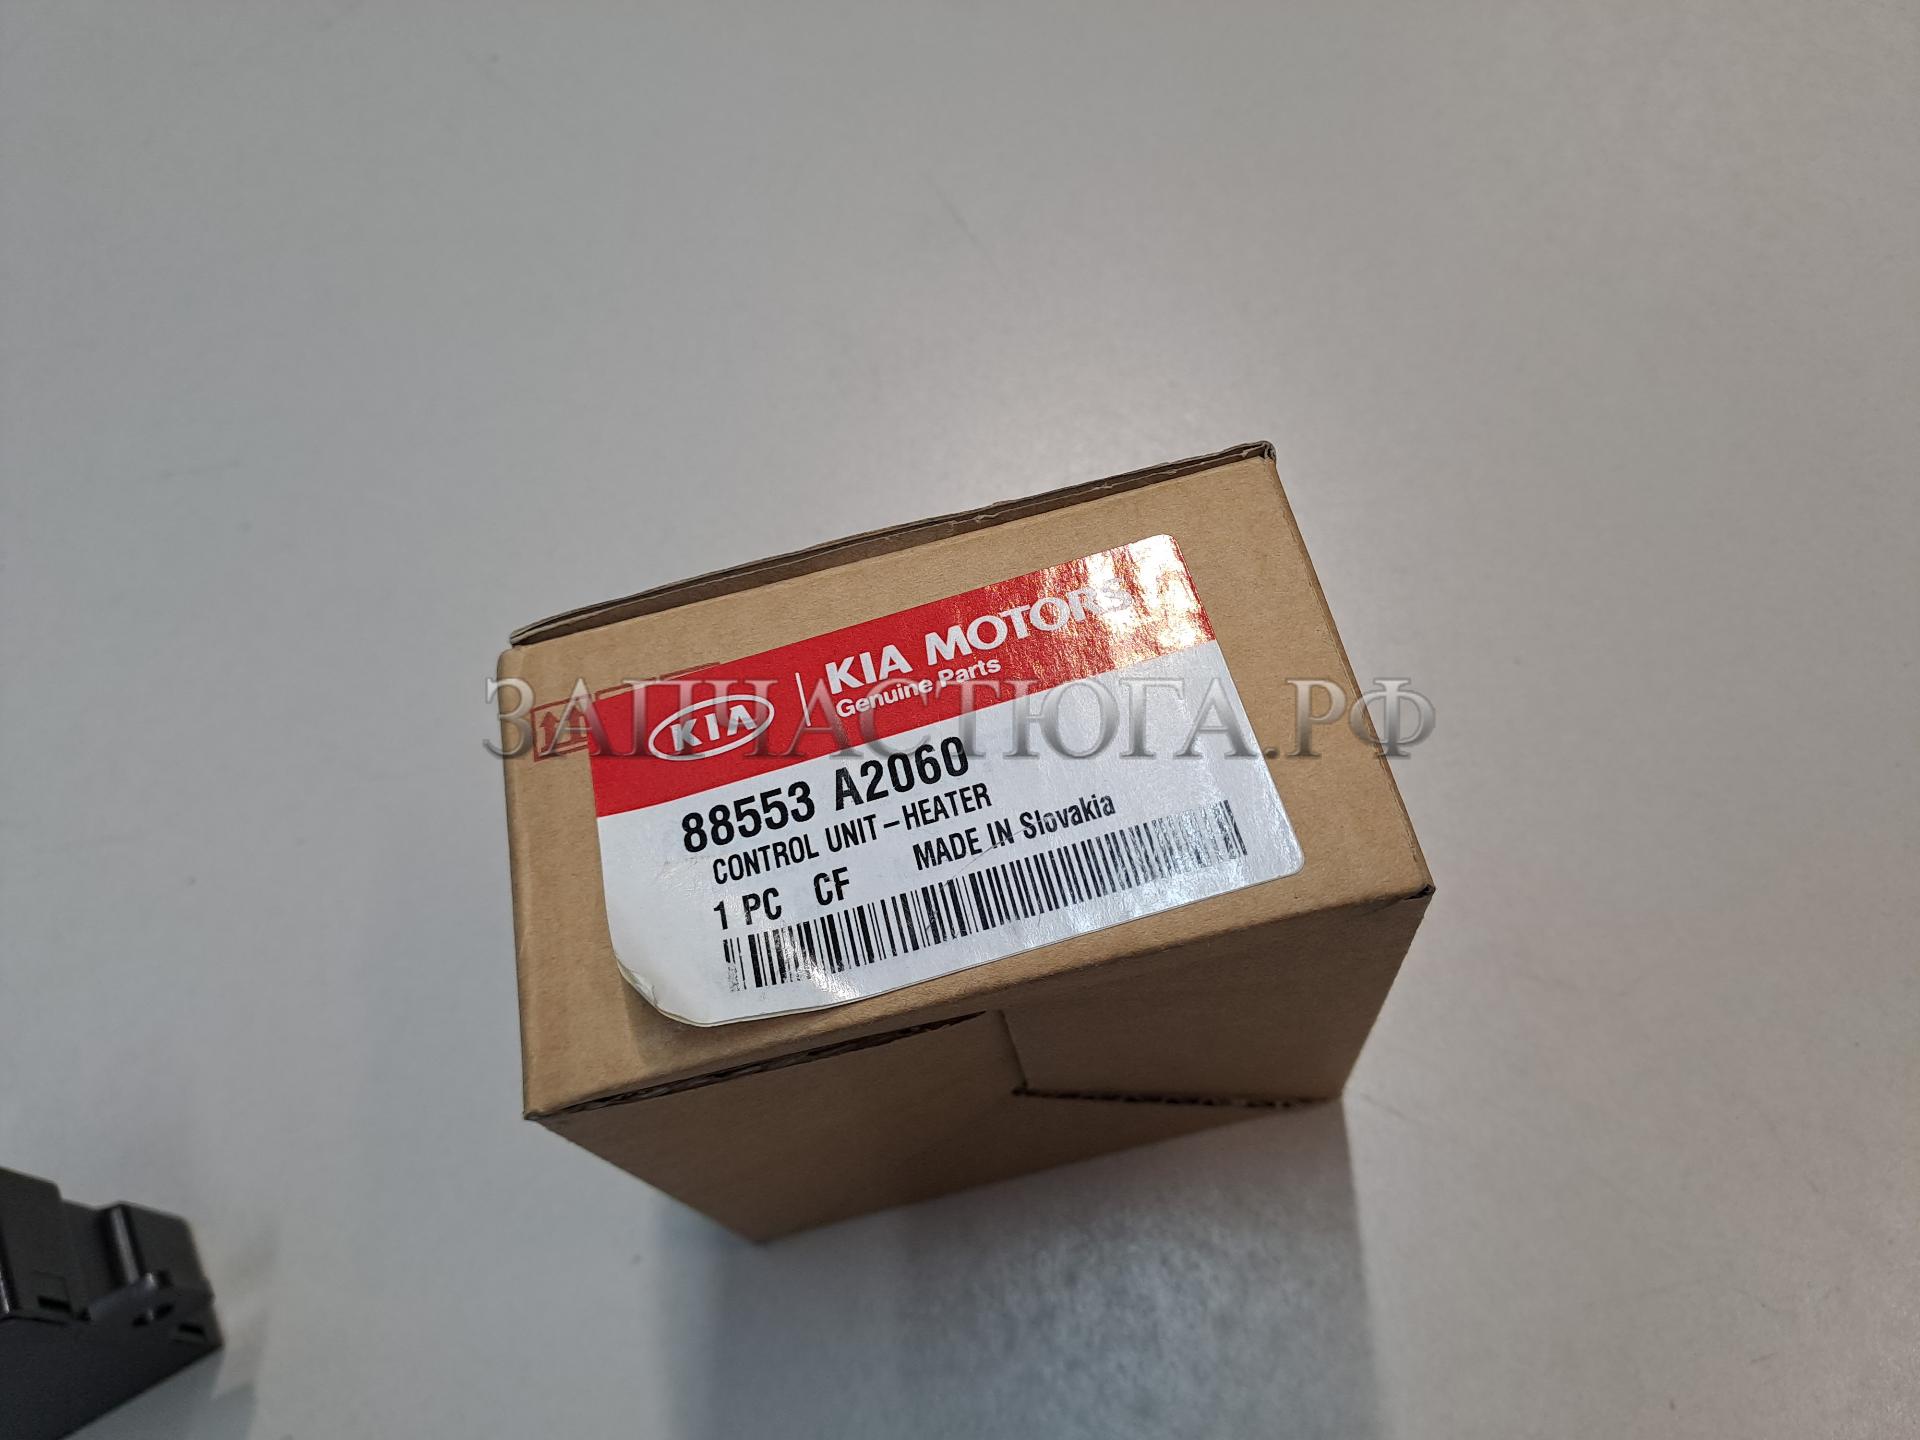 KIA
KIA MOTORS
Genuine Parts
ЗАПЧАСТЮГА.РФ
88553 A2060
CONTROL UNIT-HEATER
1 PC CF MADE IN Slovakia